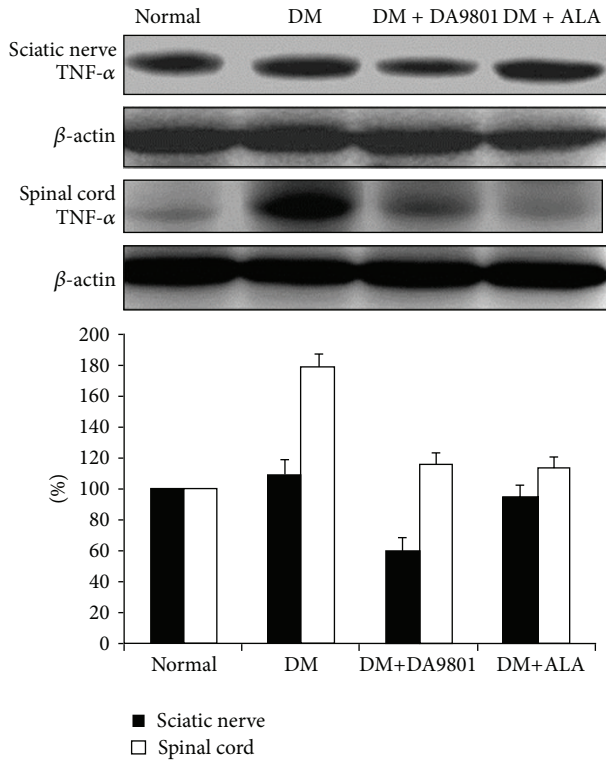 Normal DM DM + DA9801 DM + ALA
Sciatic nerve
TNF-α
β-actin
Spinal cord
TNF-α
β-actin
200
180
160
140
120
100
80
60
40
20
0
(%)
Normal DM DM+DA9801 DM+ALA
Sciatic nerve
Spinal cord